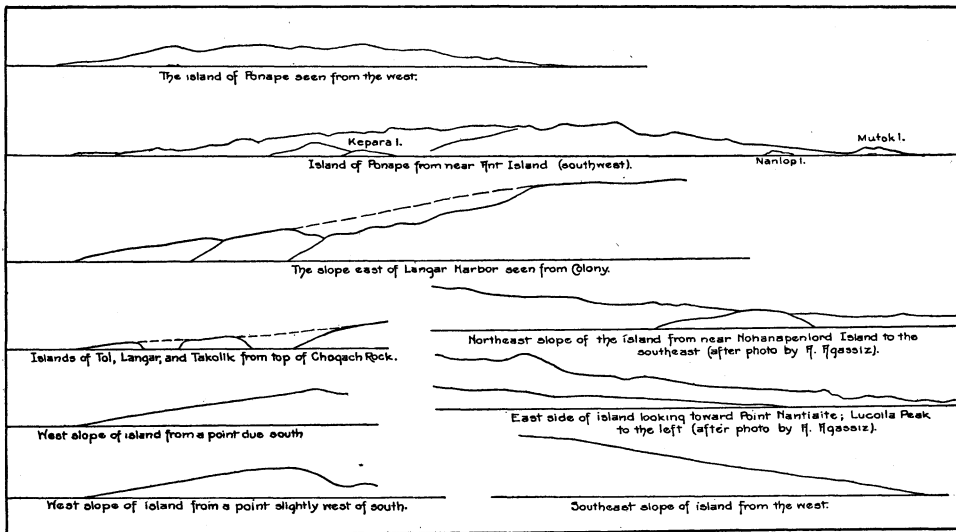 The island of Ponape seen from the west.
Kepara I.
Mutok I.
Island of Ponape from near Ant Island (southwest).
Nanlop I.
The slope east of Langar Harbor seen from Colony.
Islands of Tol, Langar, and Takolik from top of Choqach Rock.
Northeast slope of the island from near Nohanapenlord Island to the
southeast (after photo by A. Agassiz).
West slope of island from a point due south
East side of island looking toward Point Nantiaite; Lucoila Peak
to the left (after photo by A. Agassiz).
West slope of island from a point slightly west of south.
Southeast slope of island from the west.